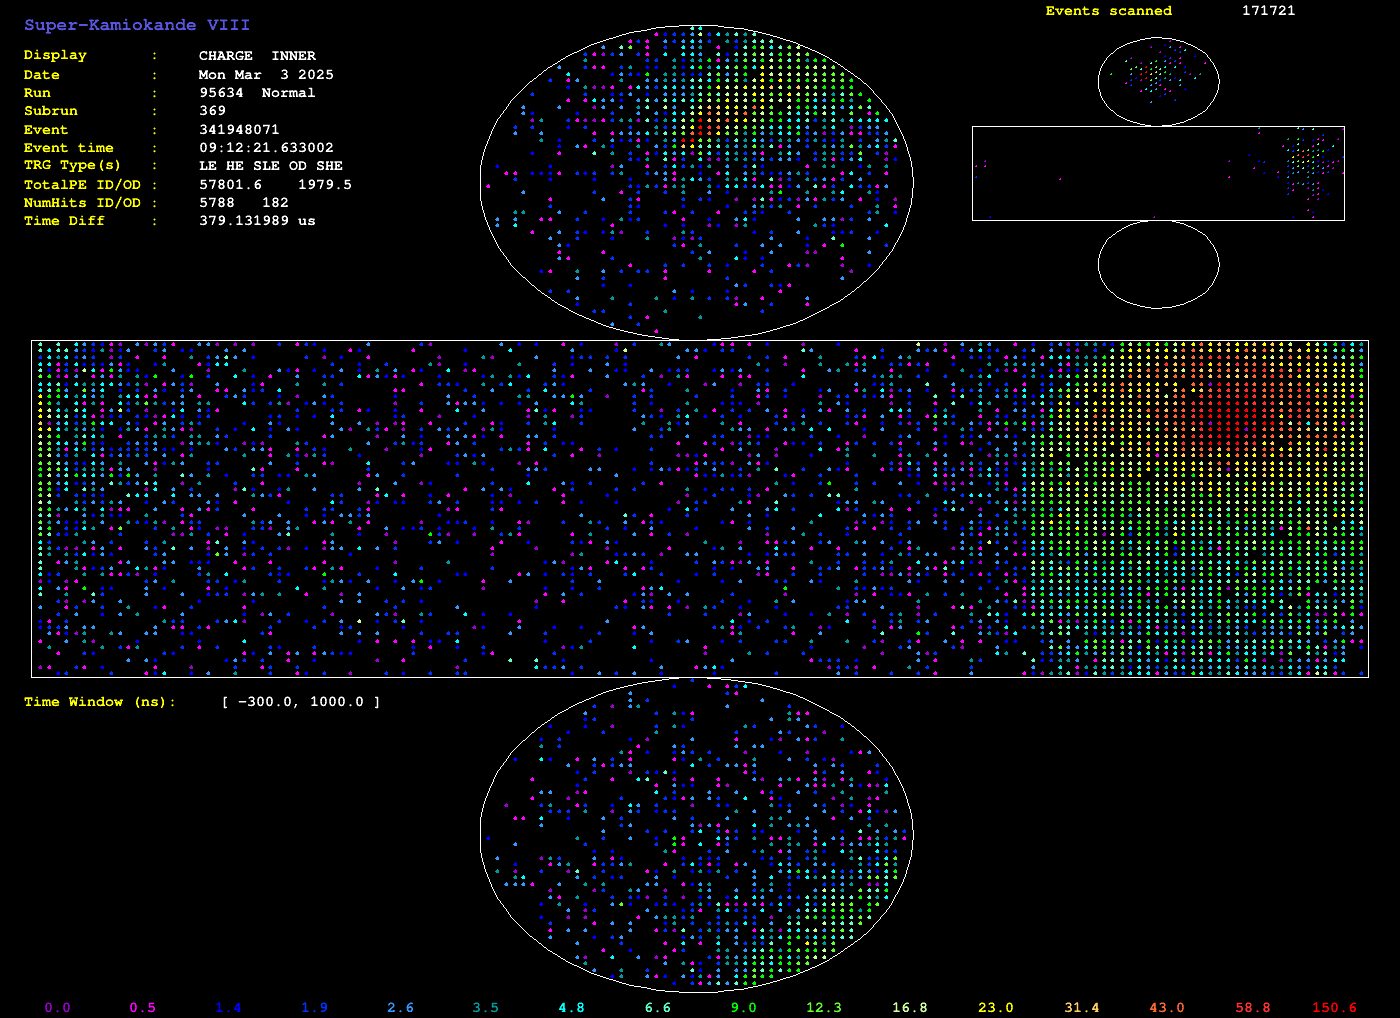 Super-Kamiokande VIII
Display : CHARGE INNER
Date : Mon Mar 3 2025
Run : 95634 Normal
Subrun : 369
Event : 341948071
Event time : 09:12:21.633002
TRG Type(s) : LE HE SLE OD SHE
TotalPE ID/OD : 57801.6 1979.5
NumHits ID/OD : 5788 182
Time Diff : 379.131989 us
Events scanned 171721
Time Window (ns): [ -300.0, 1000.0 ]
0.0 0.5 1.4 1.9 2.6 3.5 4.8 6.6 9.0 12.3 16.8 23.0 31.4 43.0 58.8 150.6